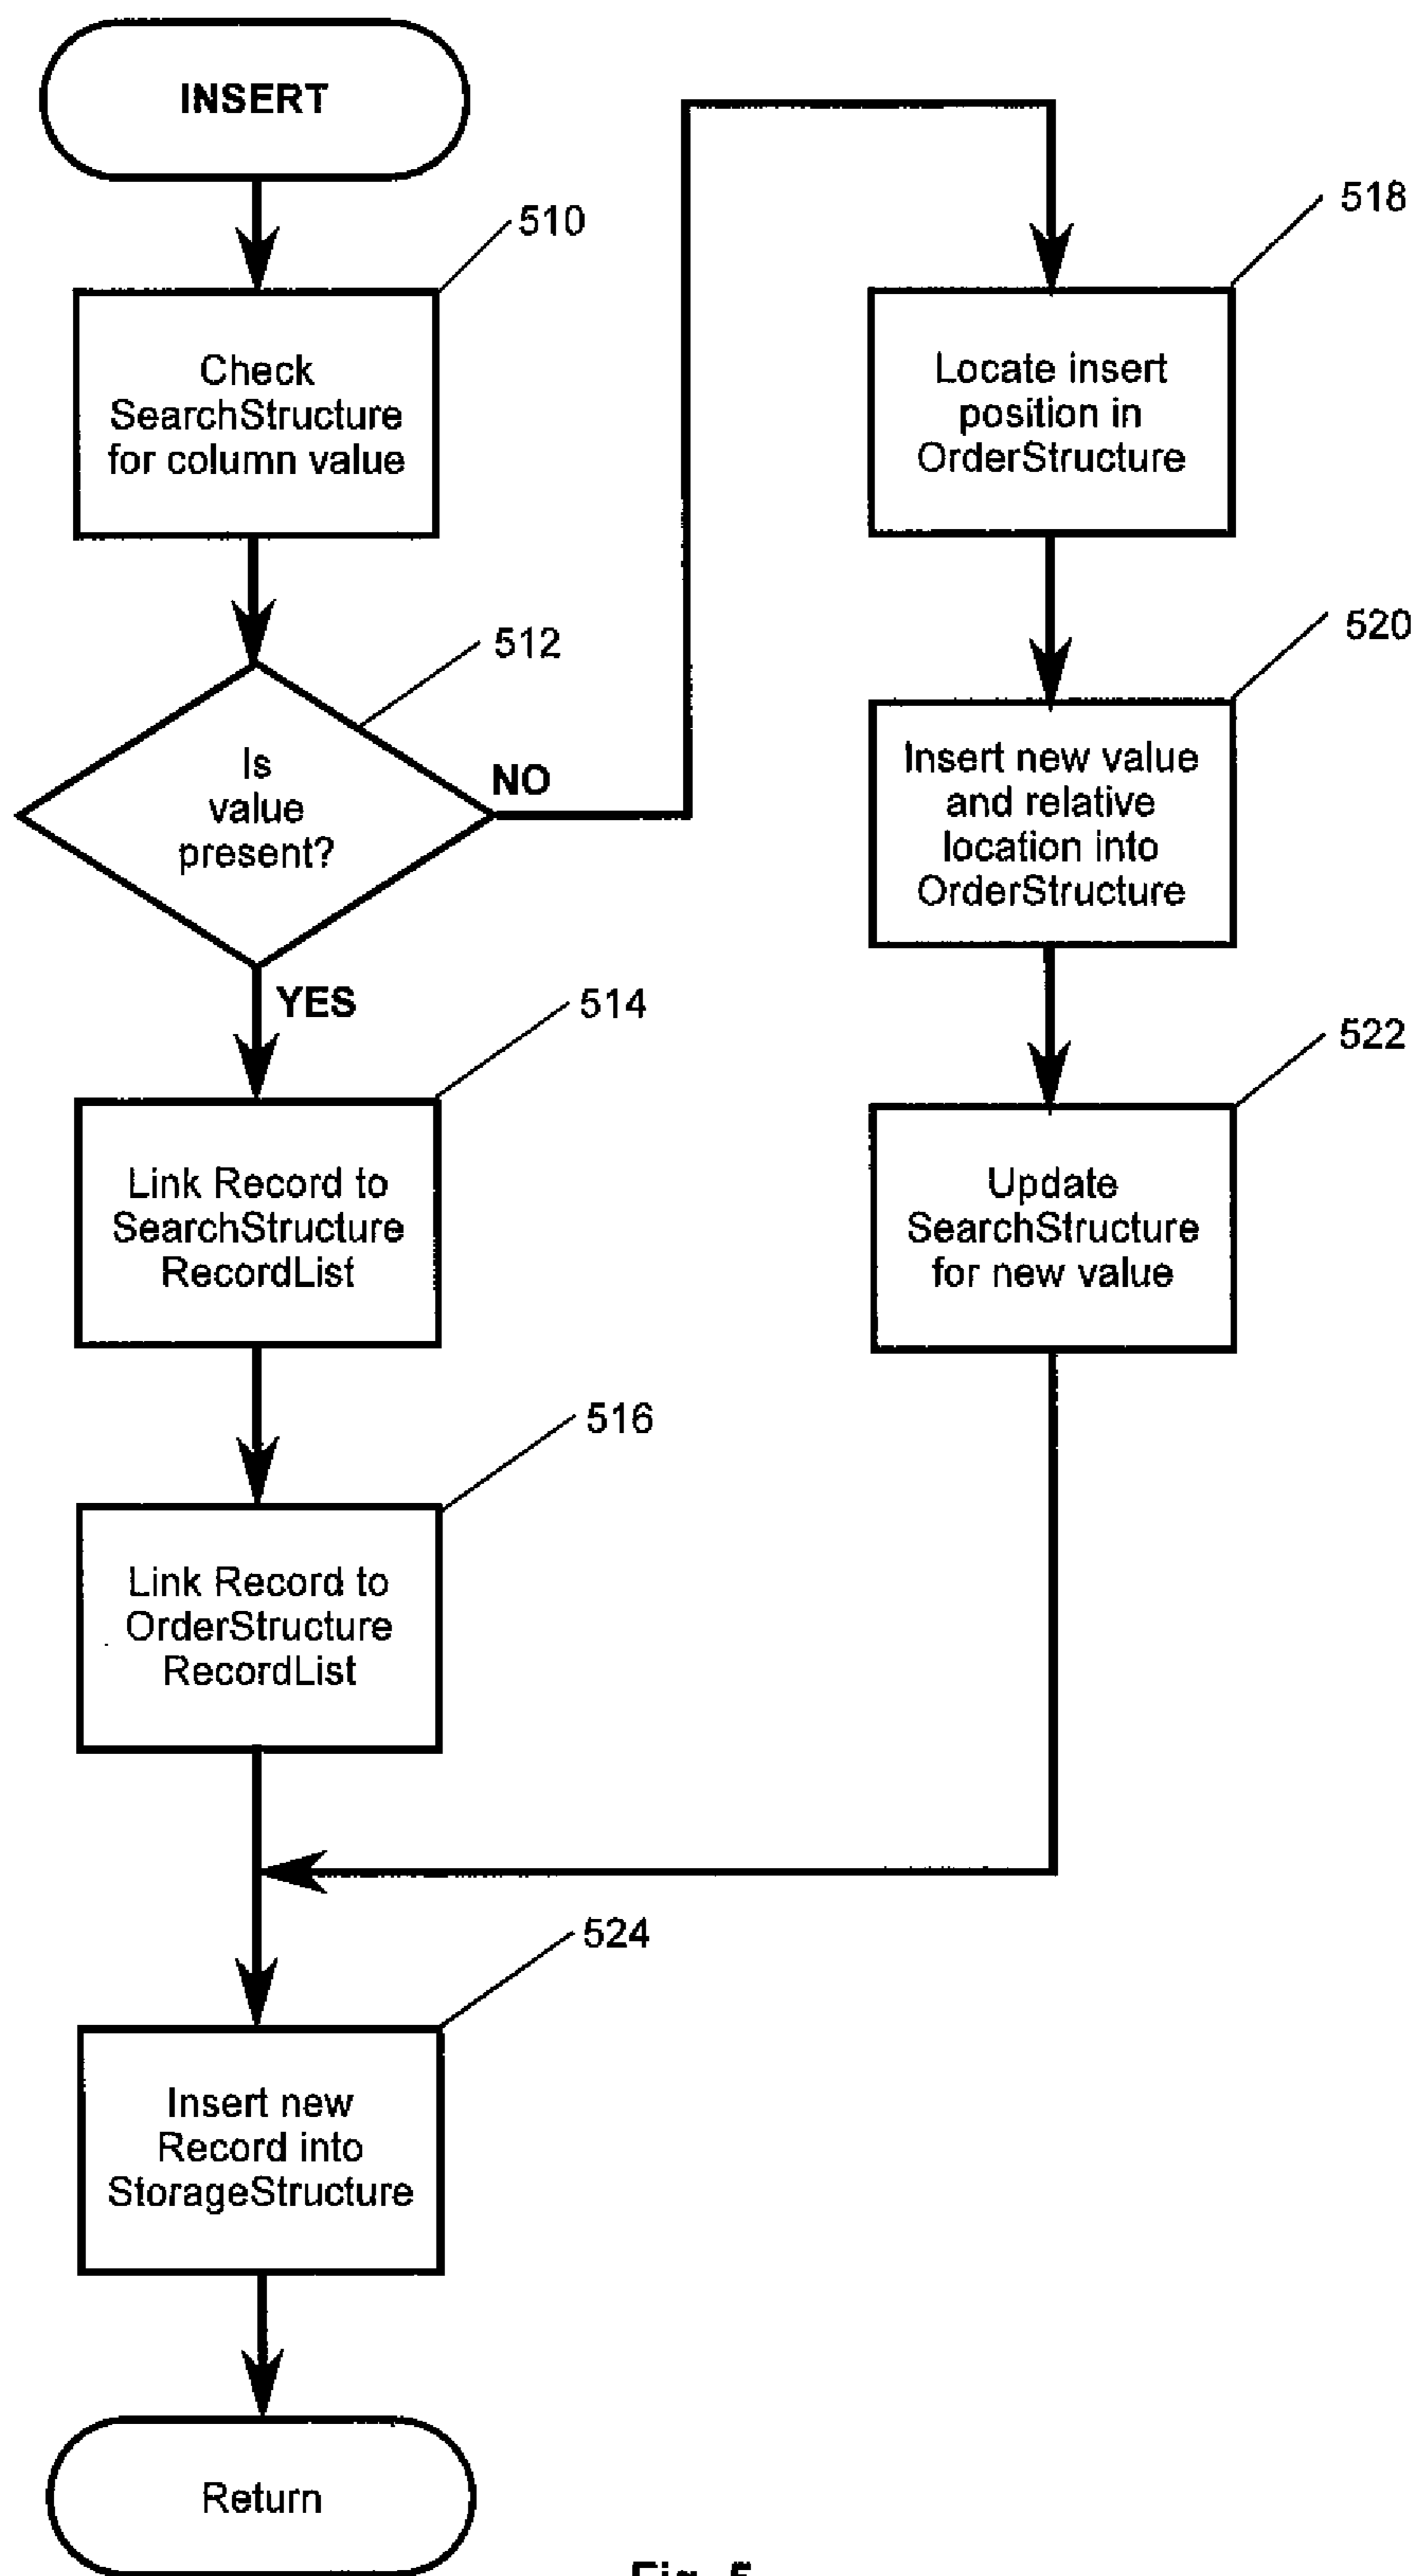 INSERT
510
Check
SearchStructure
for column value
512
Is
value
present?
NO
YES
514
Link Record to
SearchStructure
RecordList
516
Link Record to
OrderStructure
RecordList
518
Locate insert
position in
OrderStructure
520
Insert new value
and relative
location into
OrderStructure
522
Update
SearchStructure
for new value
524
Insert new
Record into
StorageStructure
Return
Fig. 5